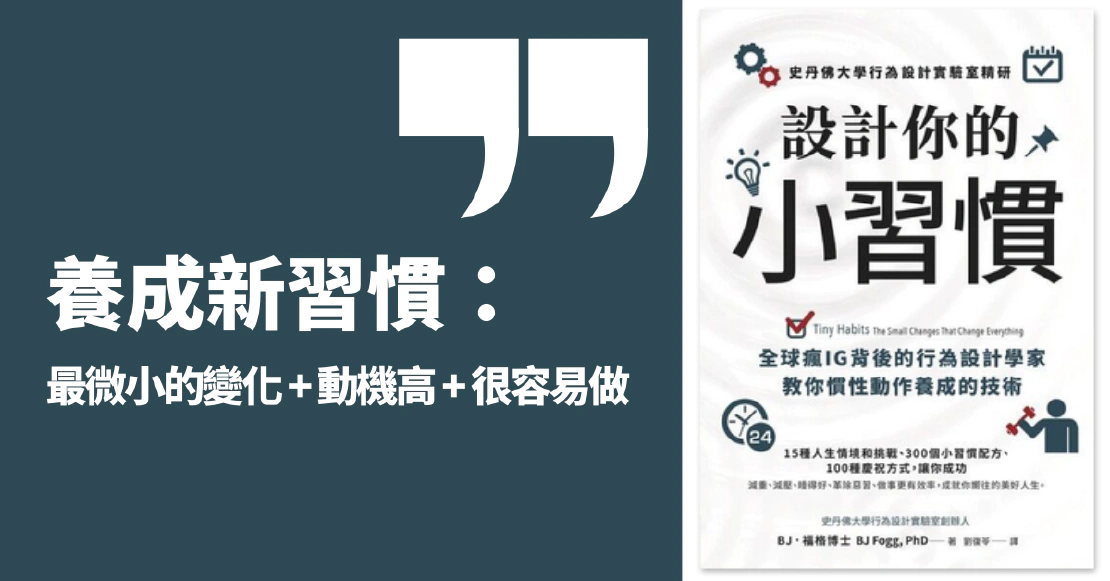 養成新習慣：
最微小的變化+動機高+很容易做
史丹佛大學行為設計實驗室精研
設計你的
小習慣
Tiny Habits The Small Changes That Change Everything
全球瘋IG背後的行為設計學家
教你慣性動作養成的技術
24
15種人生情境和挑戰、300個小習慣配方、
100種慶祝方式，讓你成功
減重、減壓、睡得好、革除惡習、做事更有效率，成就你嚮往的美好人生。
史丹佛大學行為設計實驗室創辦人
BJ・福格博士 BJ Fogg, PhD── 著 劉復苓── 譯